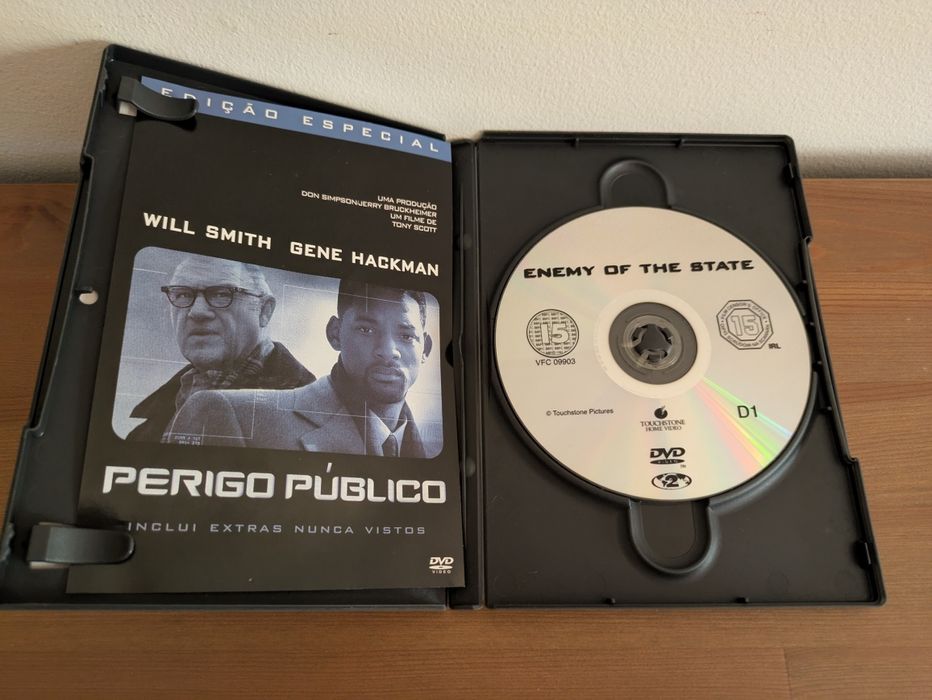 EDIÇÃO ESPECIAL
UMA PRODUÇÃO
DON SIMPSON/JERRY BRUCKHEIMER
UM FILME DE
TONY SCOTT
WILL SMITH GENE HACKMAN
PERIGO PÚBLICO
INCLUI EXTRAS NUNCA VISTOS
DVD
VIDEO
ENEMY OF THE STATE
15
VFC 09903
15
IRL
© Touchstone Pictures
TOUCHSTONE
HOME VIDEO
D1
DVD
VIDEO
TM
2